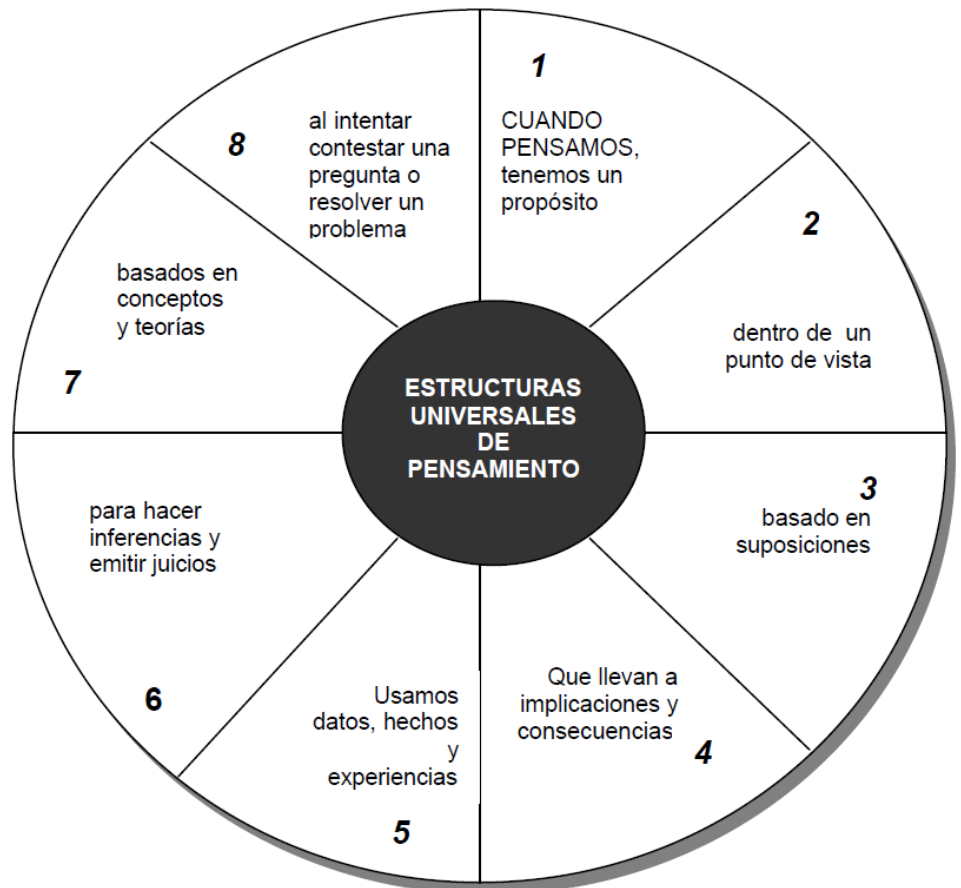 1
CUANDO
PENSAMOS,
tenemos un
propósito
2
dentro de un
punto de vista
3
basado en
suposiciones
Que llevan a
implicaciones y
consecuencias
4
Usamos
datos, hechos
y
experiencias
5
para hacer
inferencias y
emitir juicios
6
basados en
conceptos
y teorías
7
8
al intentar
contestar una
pregunta o
resolver un
problema
ESTRUCTURAS
UNIVERSALES
DE
PENSAMIENTO